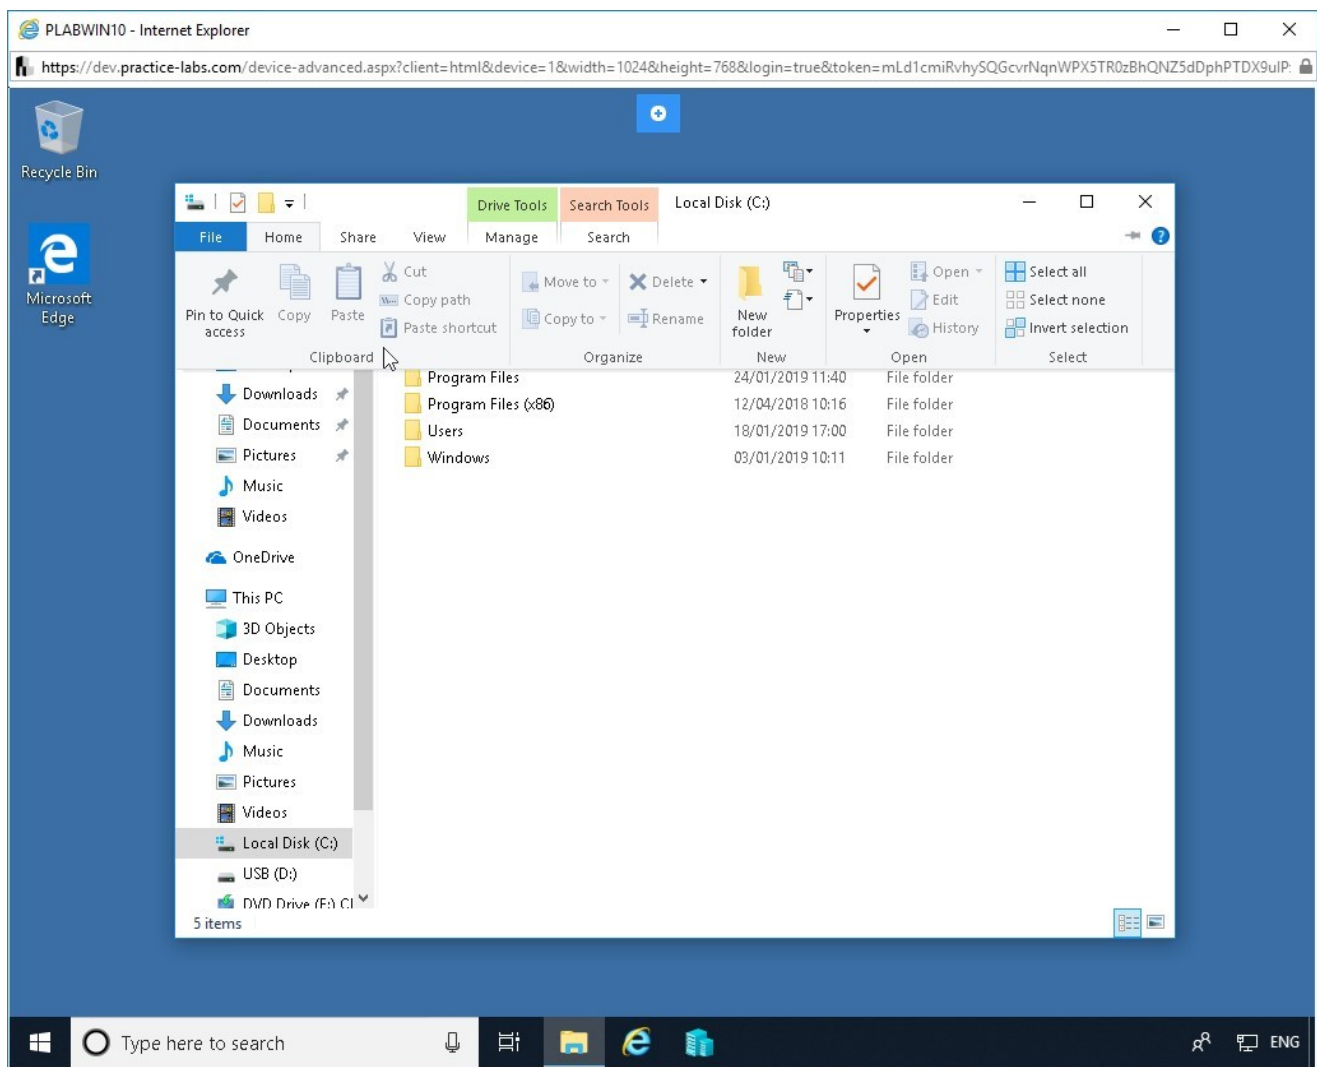 PLABWIN10 - Internet Explorer
https://dev.practice-labs.com/device-advanced.aspx?client=html&device=1&width=1024&height=768&login=true&token=mLd1cmiRvhySQGcvrNqnWPX5TR0zBhQNZ5dDphPTDX9ulP:
Recycle Bin
Microsoft
Edge
Drive Tools Search Tools Local Disk (C:)
File Home Share View Manage Search
Pin to Quick
access
Copy
Paste
Cut
Copy path
Paste shortcut
Clipboard
Move to
Copy to
Delete
Rename
Organize
New
folder
New
Properties
Open
Edit
History
Open
Select all
Select none
Invert selection
Select
Downloads
Documents
Pictures
Music
Videos
OneDrive
This PC
3D Objects
Desktop
Documents
Downloads
Music
Pictures
Videos
Local Disk (C:)
USB (D:)
DVD Drive (E:) CI
Program Files 24/01/2019 11:40 File folder
Program Files (x86) 12/04/2018 10:16 File folder
Users 18/01/2019 17:00 File folder
Windows 03/01/2019 10:11 File folder
5 items
Type here to search
ENG